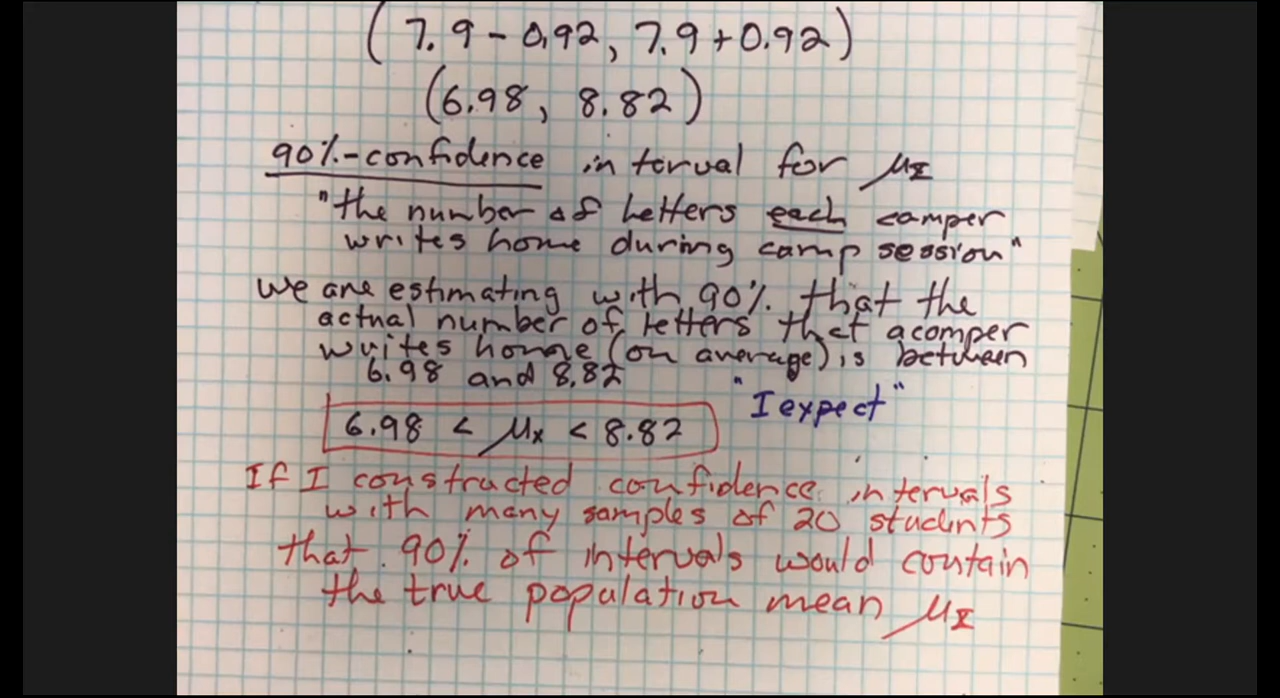 (7.9 - 0.92, 7.9 + 0.92)
(6.98, 8.82)
90%-confidence interval for μx
"the number of letters each camper
writes home during camp session"
we are estimating with 90% that the
actual number of letters that a camper
writes home (on average) is between
6.98 and 8.82
"I expect"
6.98 < μx < 8.82
If I constructed confidence intervals
with many samples of 20 students
that 90% of intervals would contain
the true population mean μx